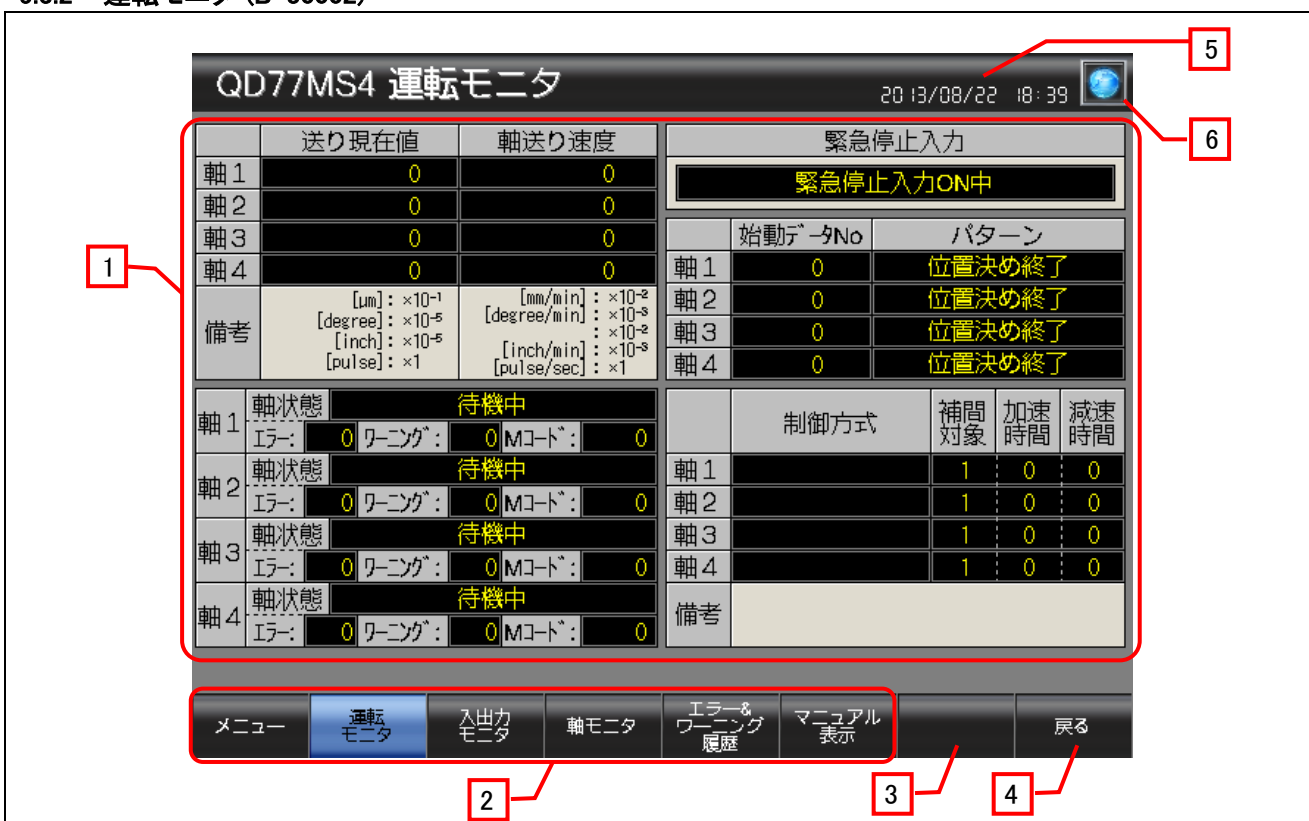 運転モニタ
5
QD77MS4 運転モニタ
2013/08/22 18:39
6
送り現在値 軸送り速度
軸1 0 0
軸2 0 0
軸3 0 0
軸4 0 0
備考
[μm]:×10-1
[degree]:×10-5
[inch]:×10-5
[pulse]:×1
[mm/min]:×10-2
[degree/min]:×10-3
:×10-2
[inch/min]:×10-3
[pulse/sec]:×1
1
緊急停止入力
緊急停止入力ON中
始動データNo パターン
軸1 0 位置決め終了
軸2 0 位置決め終了
軸3 0 位置決め終了
軸4 0 位置決め終了
軸1 軸状態 待機中
エラー: 0 ワーニング: 0 Mコード: 0
軸2 軸状態 待機中
エラー: 0 ワーニング: 0 Mコード: 0
軸3 軸状態 待機中
エラー: 0 ワーニング: 0 Mコード: 0
軸4 軸状態 待機中
エラー: 0 ワーニング: 0 Mコード: 0
制御方式 補間対象 加速時間 減速時間
軸1 1 0 0
軸2 1 0 0
軸3 1 0 0
軸4 1 0 0
備考
メニュー
運転
モニタ
入出力
モニタ
軸モニタ
エラー&
ワーニング
履歴
マニュアル
表示
戻る
2
3
4